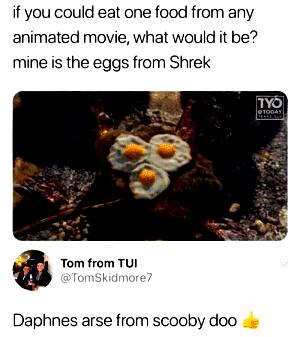 if you could eat one food from any
animated movie, what would it be?
mine is the eggs from Shrek
TYO
@TODAY
Tom from TUI
@TomSkidmore7
Daphnes arse from scooby doo 👍